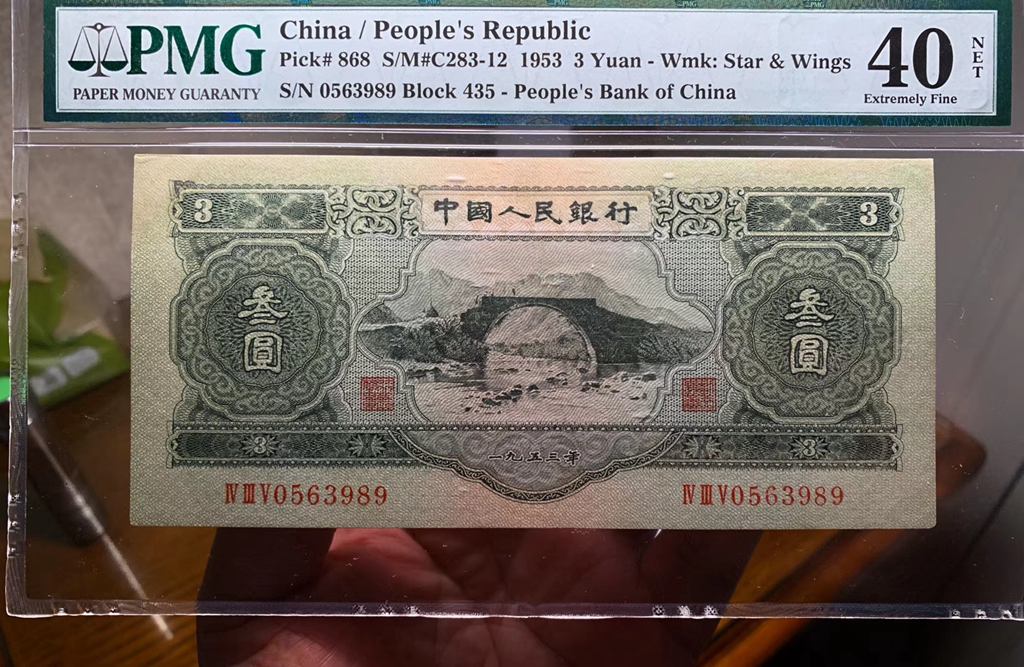 PMG
PAPER MONEY GUARANTY
China / People's Republic
Pick# 868 S/M#C283-12 1953 3 Yuan - Wmk: Star & Wings
S/N 0563989 Block 435 - People's Bank of China
40
NET
Extremely Fine
3
中國人民銀行
3
叁圓
叁圓
3
一九五三年
3
ⅣⅢⅤ0563989
ⅣⅢⅤ0563989